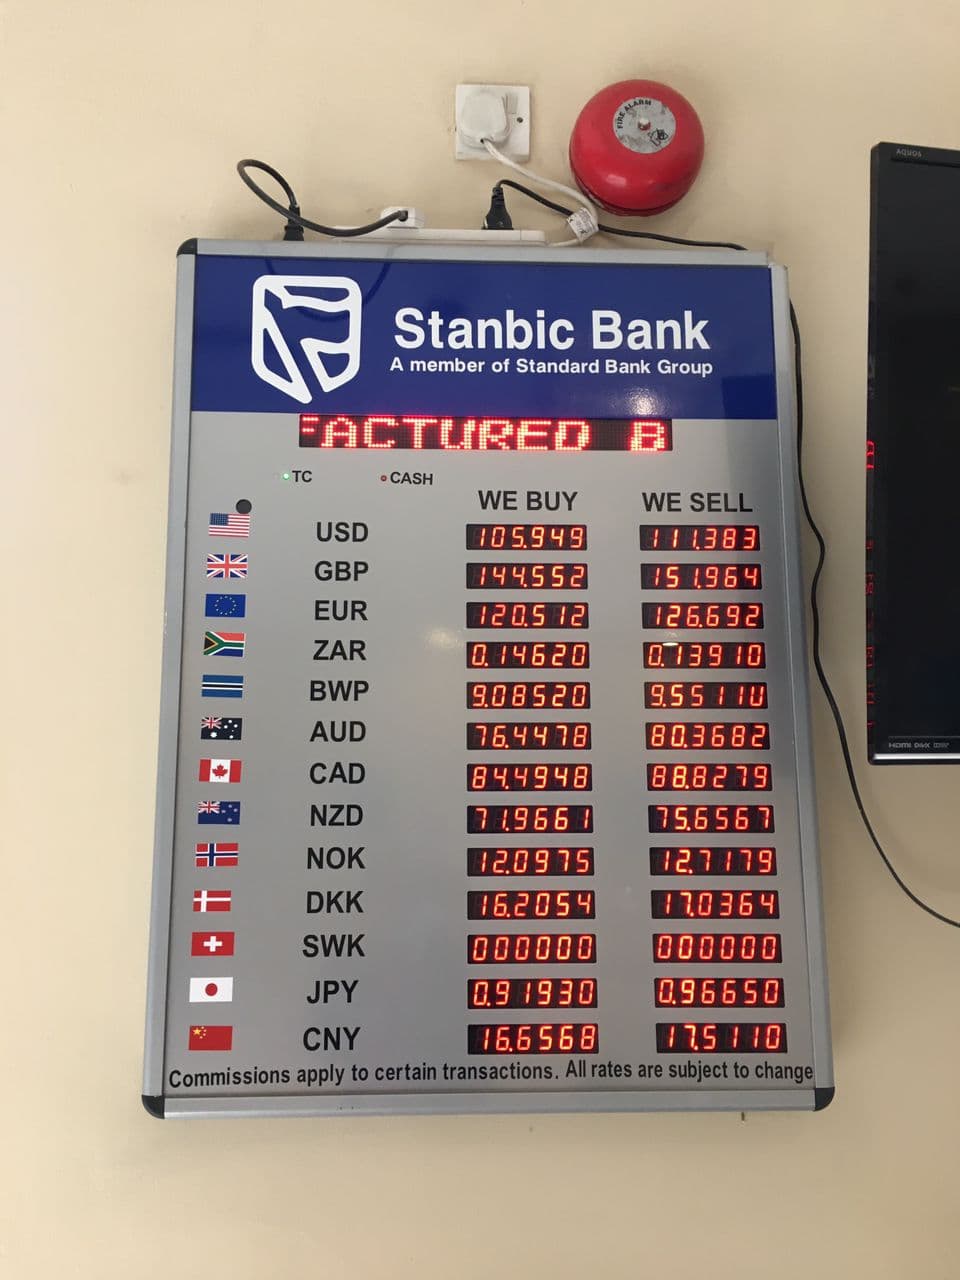 FIRE ALARM
AQUOS
Stanbic Bank
A member of Standard Bank Group
FACTURED B
TC CASH
WE BUY WE SELL
USD 105.949 111.383
GBP 144.552 151.964
EUR 120.512 126.692
ZAR 0.14620 0.13910
BWP 9.08520 9.55110
AUD 76.4478 80.3682
CAD 84.4948 88.8279
NZD 71.9661 75.6567
NOK 12.0975 12.7179
DKK 16.2054 17.0364
SWK 000000 000000
JPY 0.91930 0.96650
CNY 16.6568 17.5110
Commissions apply to certain transactions. All rates are subject to change
HDMI